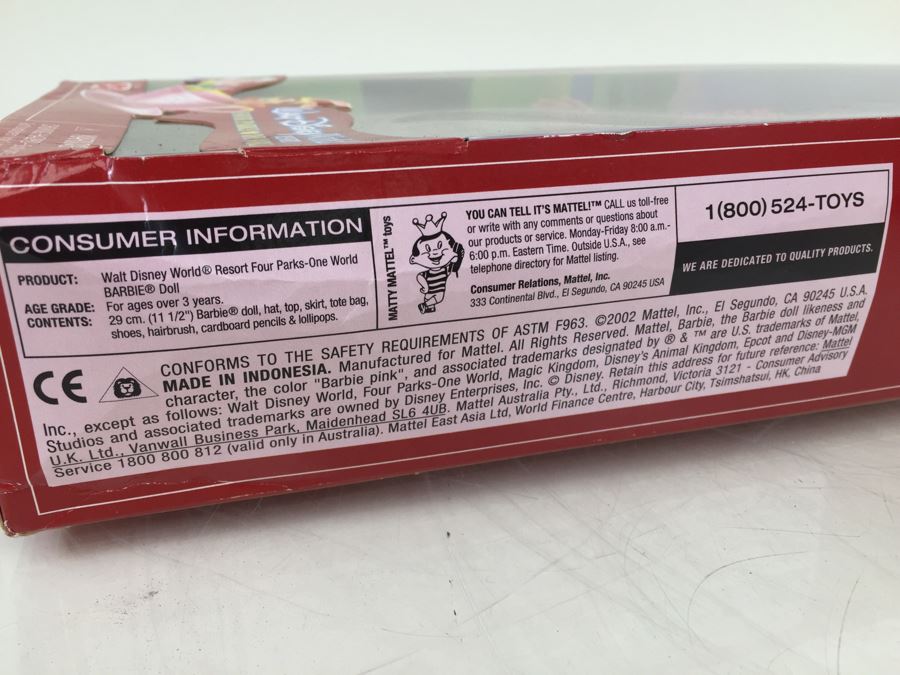 CONSUMER INFORMATION
PRODUCT: Walt Disney World® Resort Four Parks-One World
BARBIE® Doll
AGE GRADE: For ages over 3 years.
CONTENTS: 29 cm. (11 1/2") Barbie® doll, hat, top, skirt, tote bag,
shoes, hairbrush, cardboard pencils & lollipops.
MATTY MATTEL™ toys
YOU CAN TELL IT'S MATTEL!™ CALL us toll-free
or write with any comments or questions about
our products or service. Monday-Friday 8:00 a.m.-
6:00 p.m. Eastern Time. Outside U.S.A., see
telephone directory for Mattel listing.
Consumer Relations, Mattel, Inc.
333 Continental Blvd., El Segundo, CA 90245 USA
1(800) 524-TOYS
WE ARE DEDICATED TO QUALITY PRODUCTS.
CE
CONFORMS TO THE SAFETY REQUIREMENTS OF ASTM F963. ©2002 Mattel, Inc., El Segundo, CA 90245 U.S.A.
MADE IN INDONESIA. Manufactured for Mattel. All Rights Reserved. Mattel, Barbie, the Barbie doll likeness and
character, the color "Barbie pink", and associated trademarks designated by ® & ™ are U.S. trademarks of Mattel,
Inc., except as follows: Walt Disney World, Four Parks-One World, Magic Kingdom, Disney's Animal Kingdom, Epcot and Disney-MGM
Studios and associated trademarks are owned by Disney Enterprises, Inc. © Disney. Retain this address for future reference: Mattel
U.K. Ltd., Vanwall Business Park, Maidenhead SL6 4UB. Mattel Australia Pty., Ltd., Richmond, Victoria 3121 - Consumer Advisory
Service 1800 800 812 (valid only in Australia). Mattel East Asia Ltd, World Finance Centre, Harbour City, Tsimshatsui, HK, China